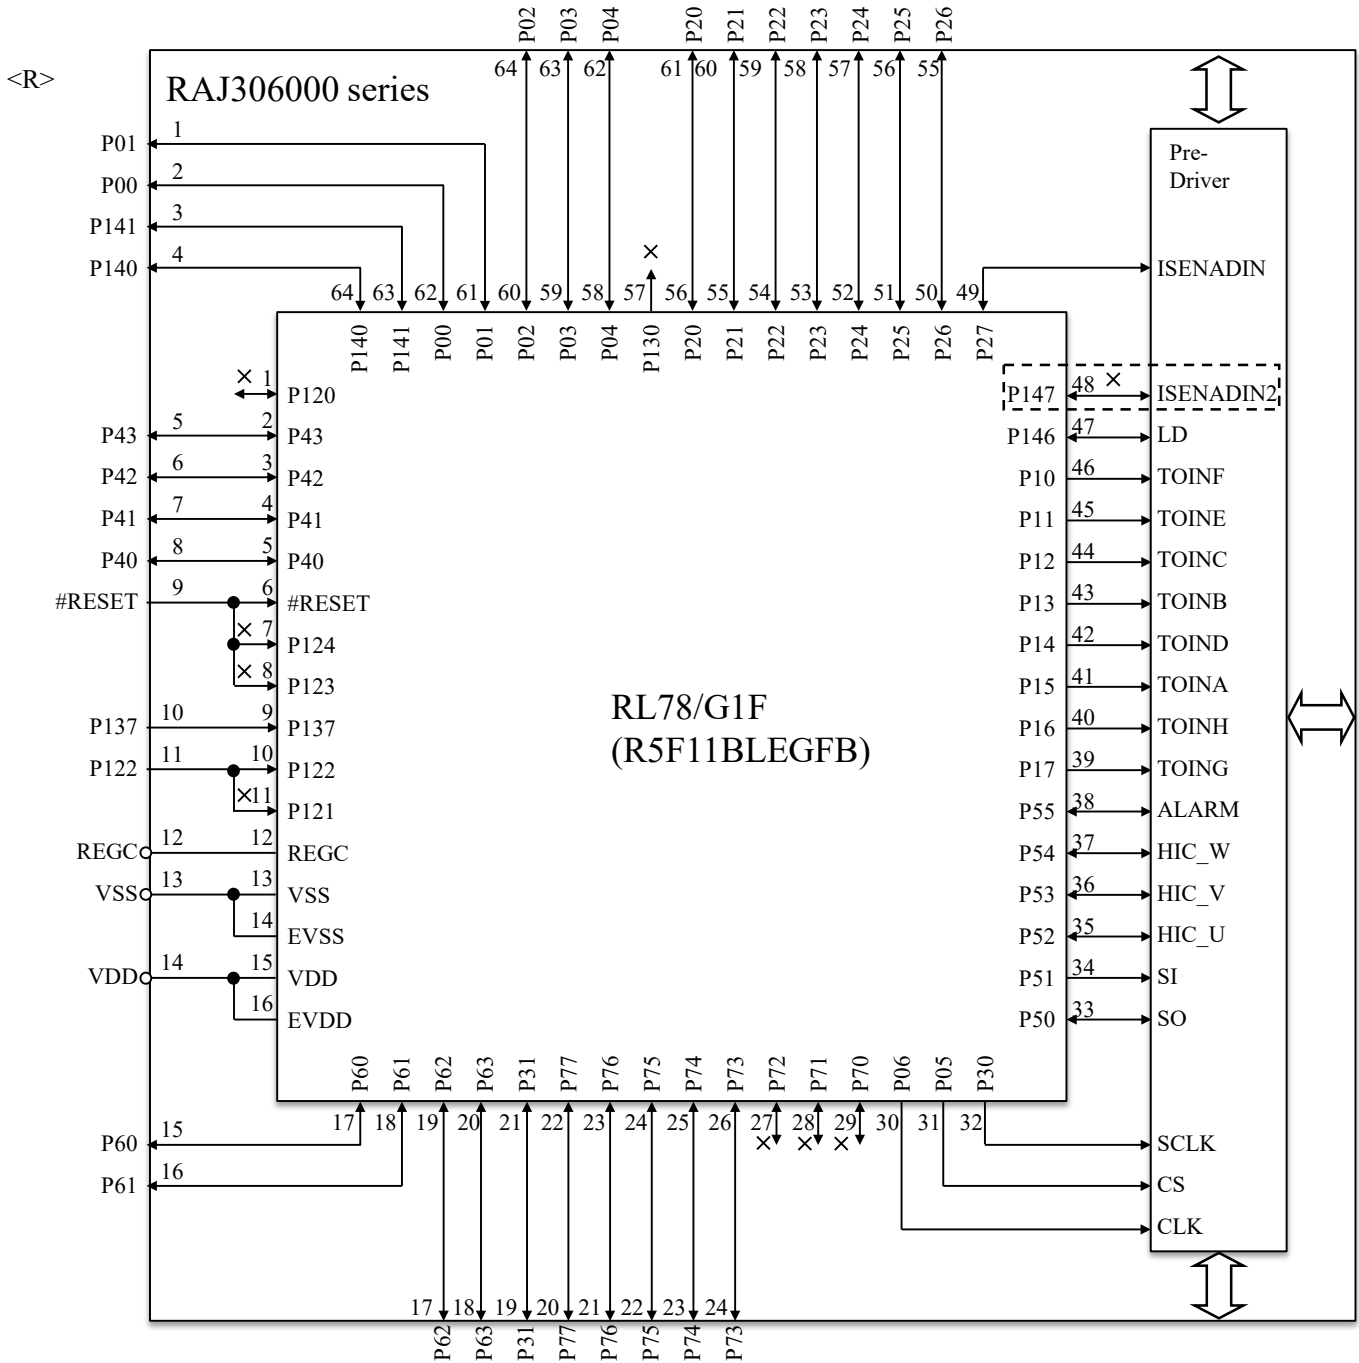 P02 P03 P04 P20 P21 P22 P23 P24 P25 P26
64 63 62 61 60 59 58 57 56 55
<R>
RAJ306000 series
P01 1
P00 2
P141 3
P140 4
64 63 62 61 60 59 58 57 × 56 55 54 53 52 51 50 49
P140 P141 P00 P01 P02 P03 P04 P130 P20 P21 P22 P23 P24 P25 P26 P27
Pre-
Driver
ISENADIN
× 1 P120
P43 5 2 P43
P42 6 3 P42
P41 7 4 P41
P40 8 5 P40
#RESET 9 6 #RESET
× 7 P124
× 8 P123
P137 10 9 P137
P122 11 10 P122
× 11 P121
REGC 12 12 REGC
VSS 13 13 VSS
14 EVSS
VDD 14 15 VDD
16 EVDD
RL78/G1F
(R5F11BLEGFB)
P147 48 × ISENADIN2
P146 47 LD
P10 46 TOINF
P11 45 TOINE
P12 44 TOINC
P13 43 TOINB
P14 42 TOIND
P15 41 TOINA
P16 40 TOINH
P17 39 TOING
P55 38 ALARM
P54 37 HIC_W
P53 36 HIC_V
P52 35 HIC_U
P51 34 SI
P50 33 SO
P60 P61 P62 P63 P31 P77 P76 P75 P74 P73 P72 P71 P70 P06 P05 P30
17 18 19 20 21 22 23 24 25 26 27 28 29 30 31 32
× × ×
P60 15
P61 16
SCLK
CS
CLK
17 18 19 20 21 22 23 24
P62 P63 P31 P77 P76 P75 P74 P73